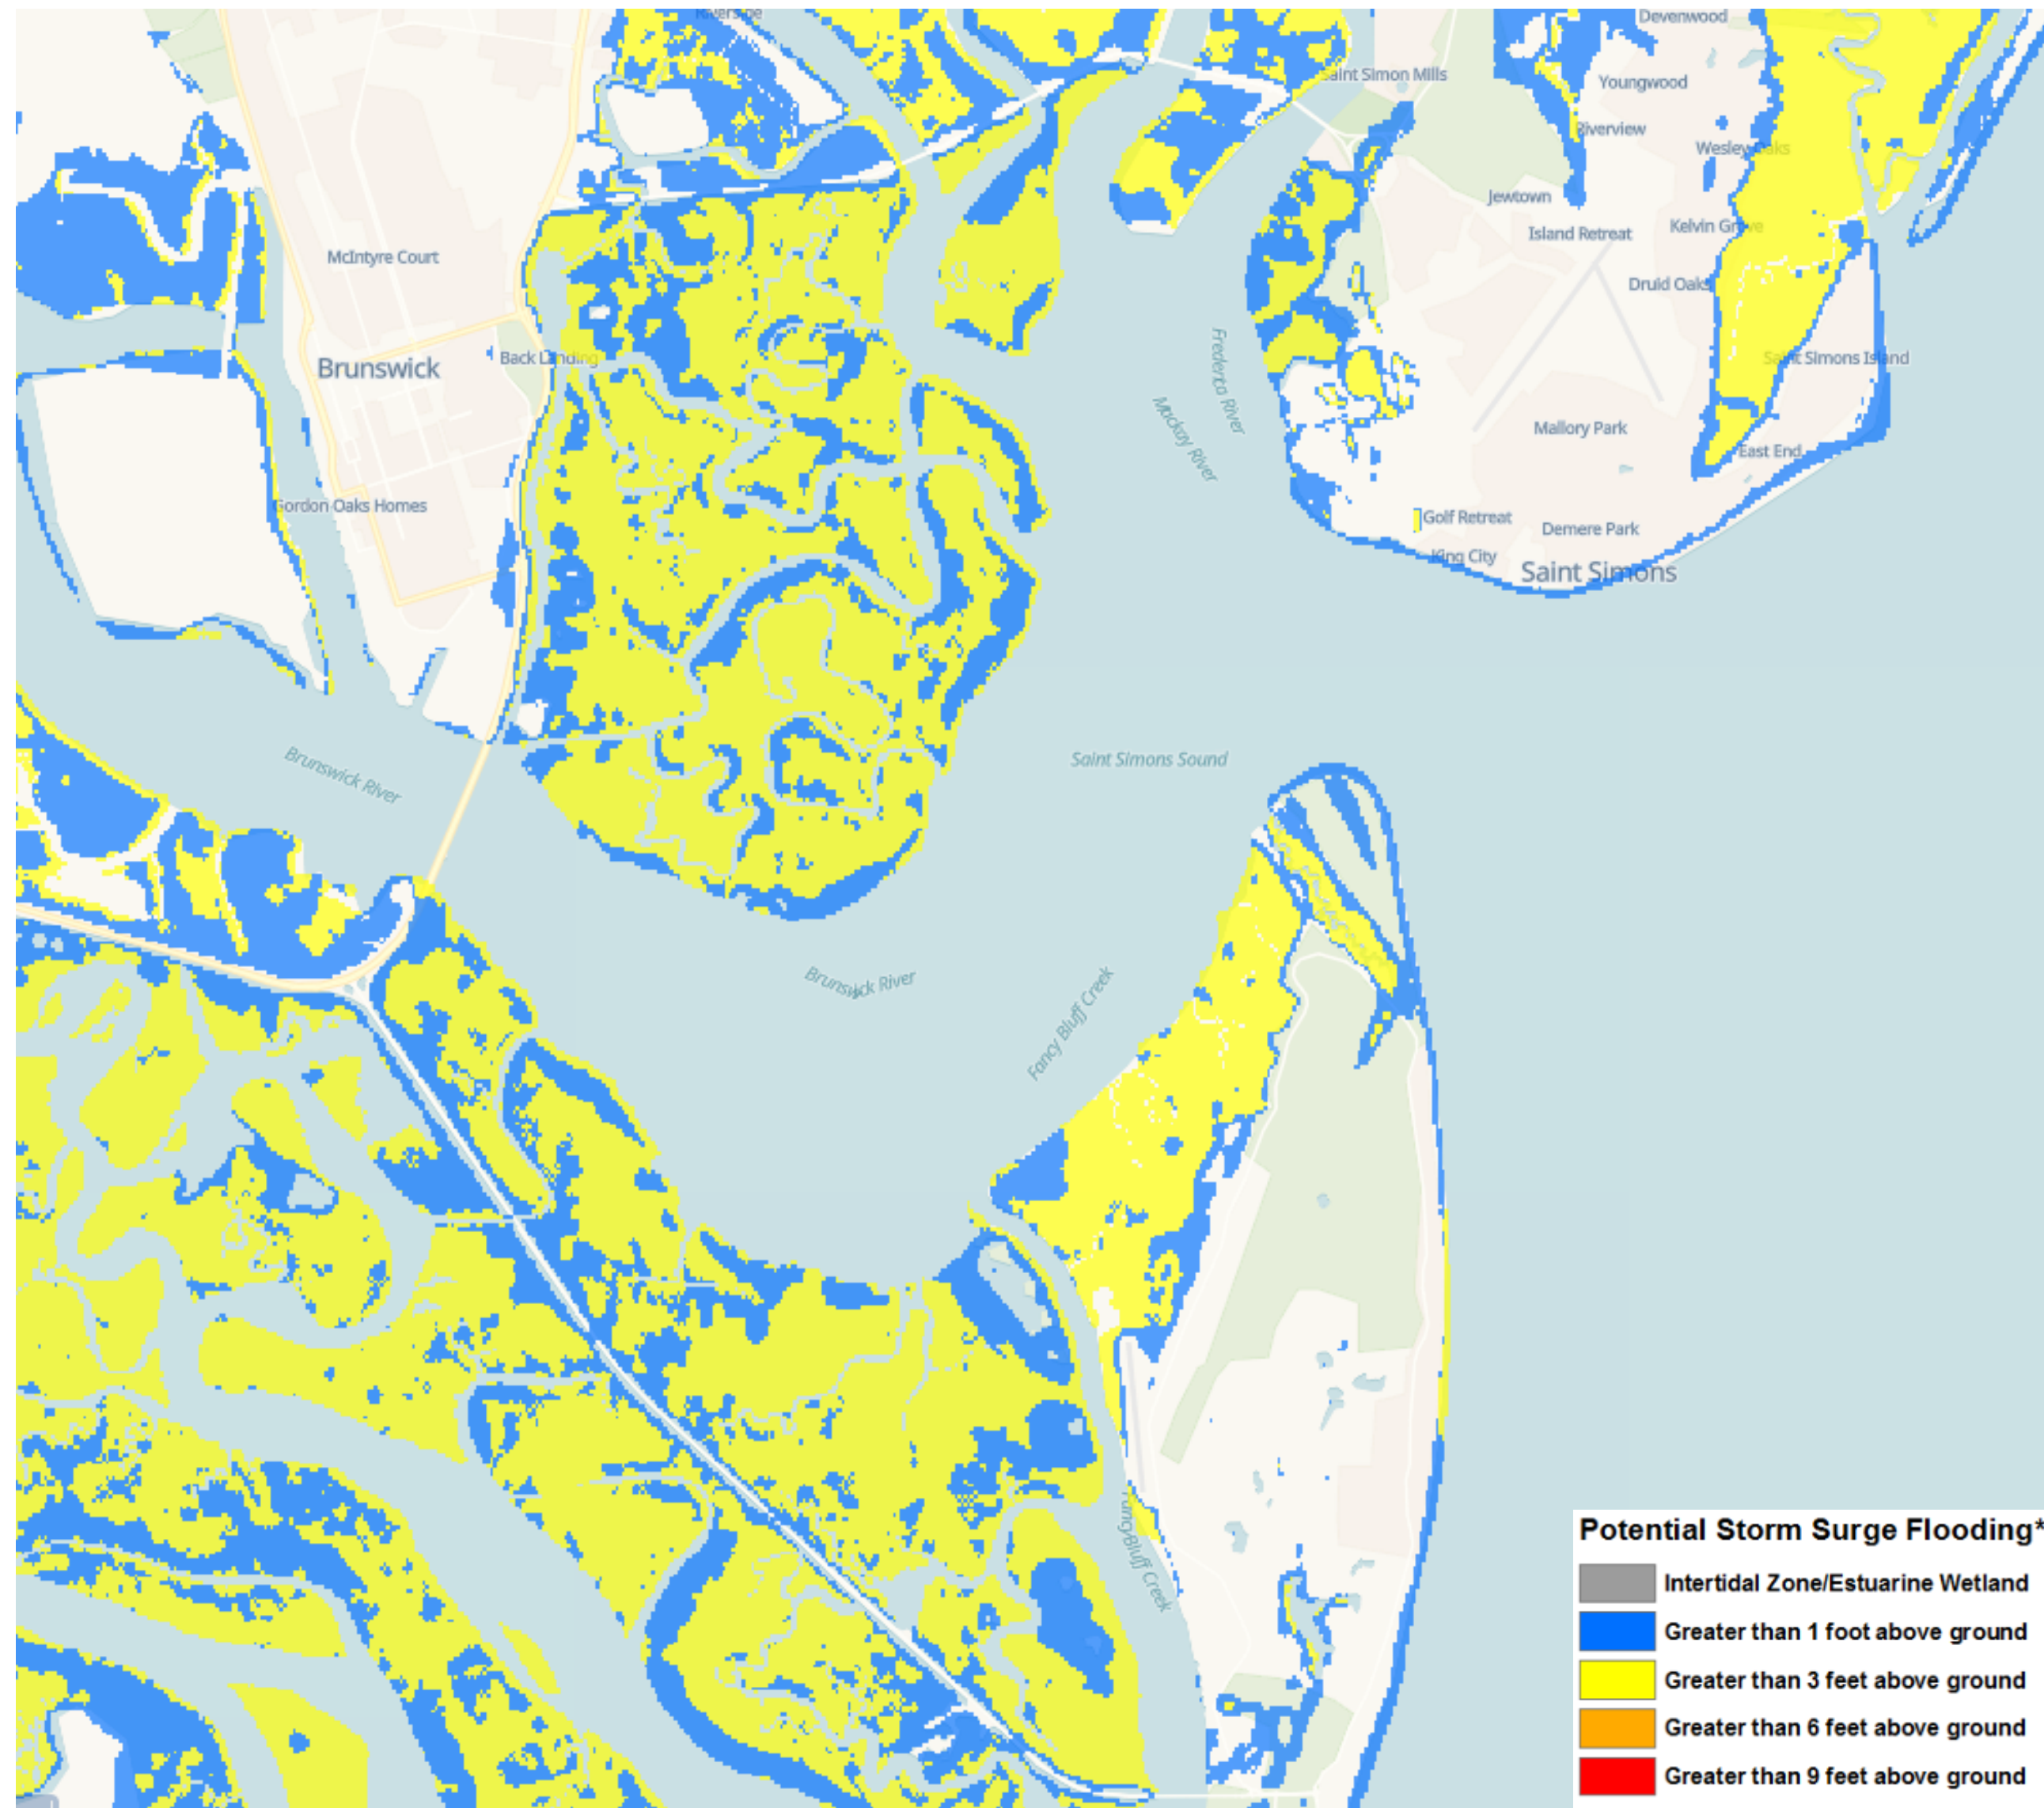 Riverside
Devenwood
Saint Simon Mills
Youngwood
Riverview
Wesley Oaks
Jewtown
Kelvin Grove
Island Retreat
McIntyre Court
Druid Oaks
Frederica River
Back Landing
Saint Simons Island
Brunswick
Mackay River
Mallory Park
East End
Gordon Oaks Homes
Golf Retreat
Demere Park
King City
Saint Simons
Saint Simons Sound
Brunswick River
Brunswick River
Fancy Bluff Creek
Fancy Bluff Creek
Potential Storm Surge Flooding*
Intertidal Zone/Estuarine Wetland
Greater than 1 foot above ground
Greater than 3 feet above ground
Greater than 6 feet above ground
Greater than 9 feet above ground